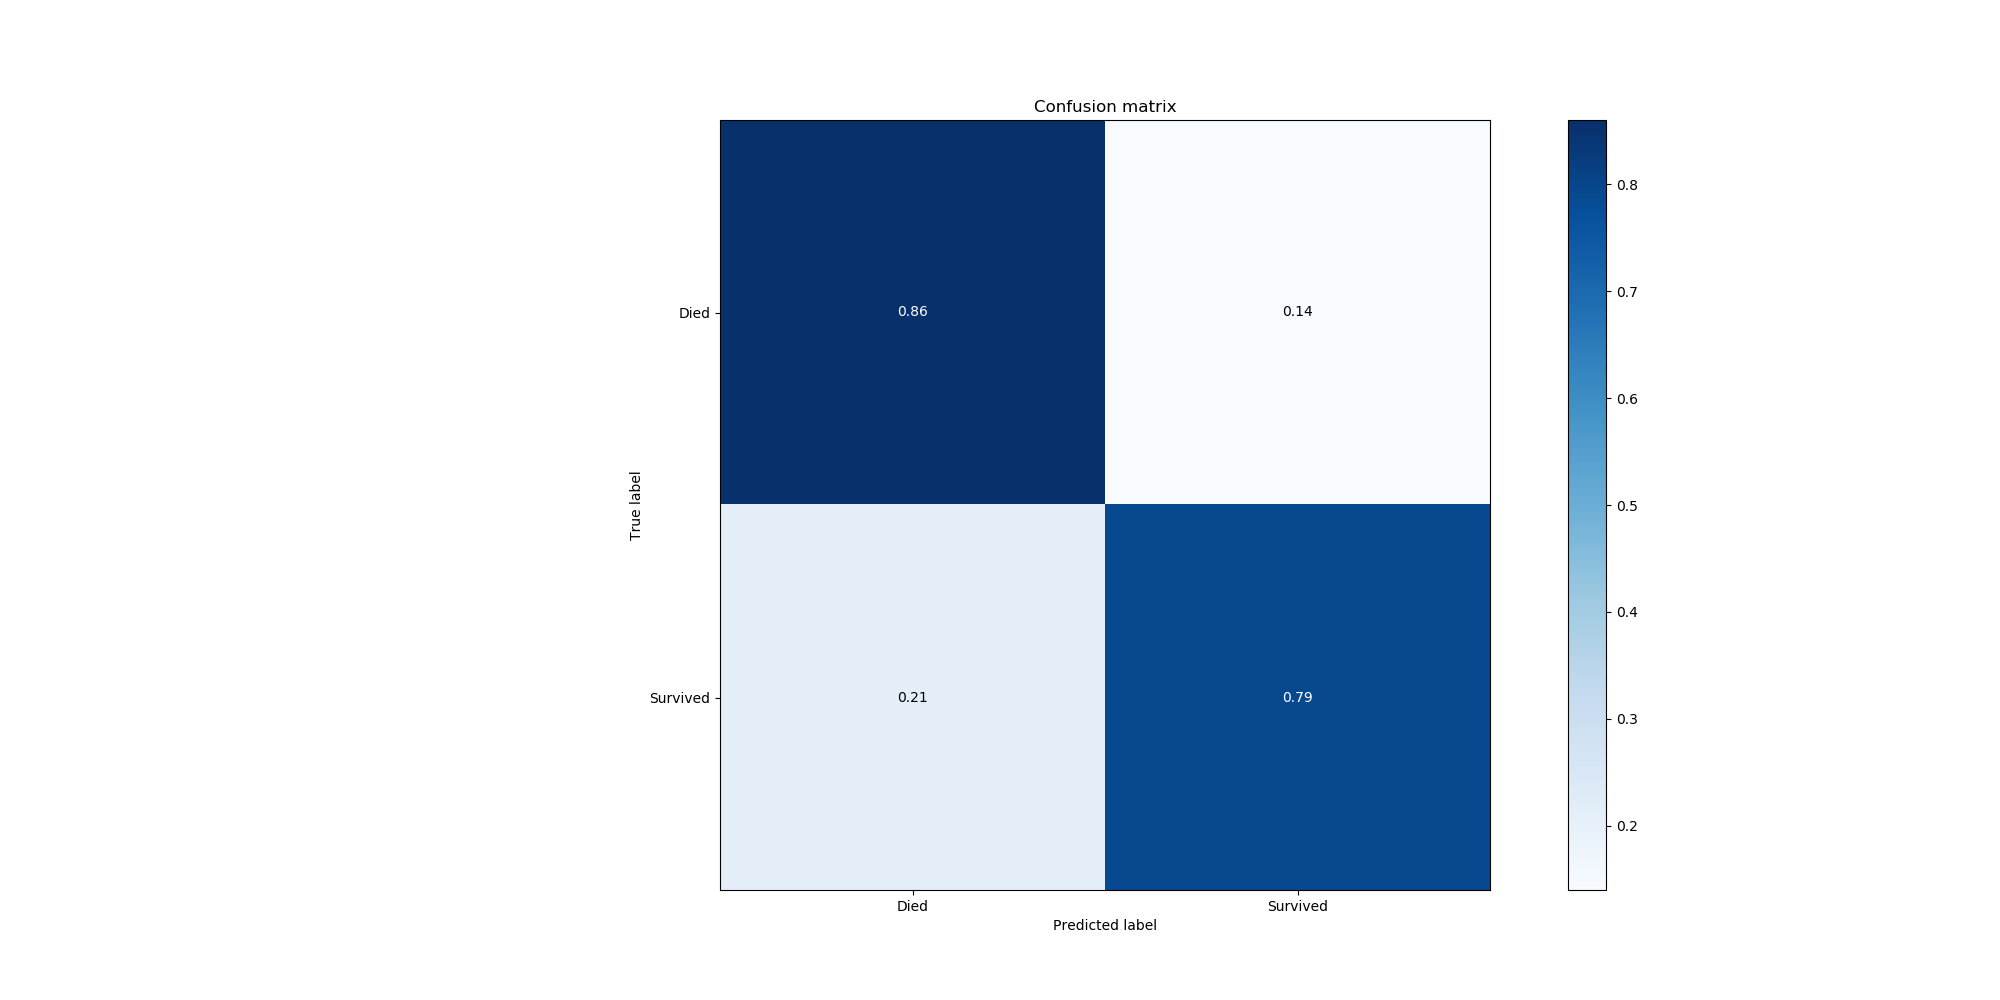 Confusion matrix
Died
0.86
0.14
True label
Survived
0.21
0.79
Died
Survived
Predicted label
0.8
0.7
0.6
0.5
0.4
0.3
0.2